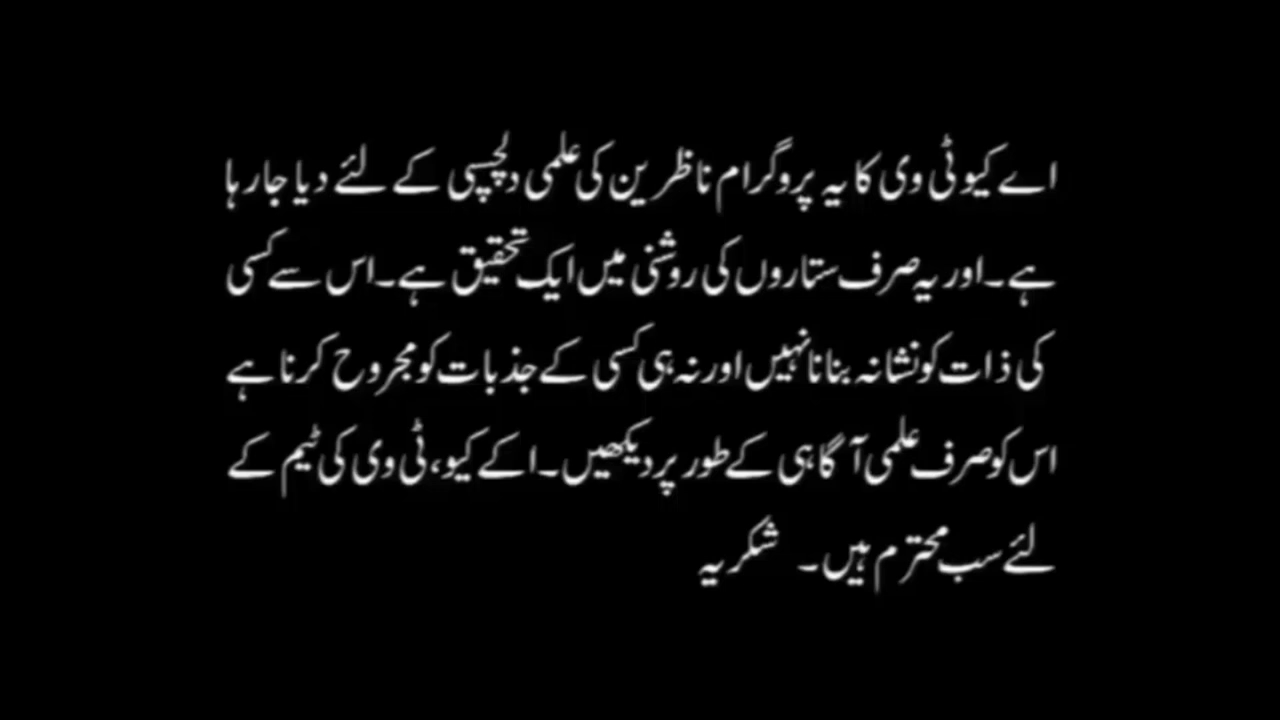 اے کیو ٹی وی کا یہ پروگرام ناظرین کی علمی دلچسپی کے لئے دیا جارہا
ہے۔ اور یہ صرف ستاروں کی روشنی میں ایک تحقیق ہے۔ اس سے کسی
کی ذات کو نشانہ بنانا نہیں اور نہ ہی کسی کے جذبات کو مجروح کرنا ہے
اس کو صرف علمی آگاہی کے طور پر دیکھیں۔ اکے کیو، ٹی وی کی ٹیم کے
لئے سب محترم ہیں۔ شکریہ